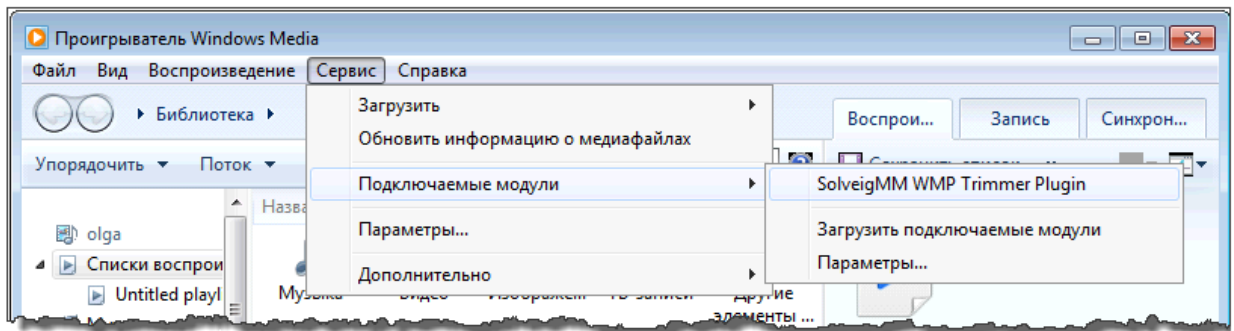 Проигрыватель Windows Media
Файл Вид Воспроизведение Сервис Справка
Библиотека
Загрузить
Обновить информацию о медиафайлах
Подключаемые модули
Параметры...
Дополнительно
Воспрои... Запись Синхрон...
Упорядочить Поток
SolveigMM WMP Trimmer Plugin
Загрузить подключаемые модули
Параметры...
olga
Списки воспрои
Untitled playl
элементы ...